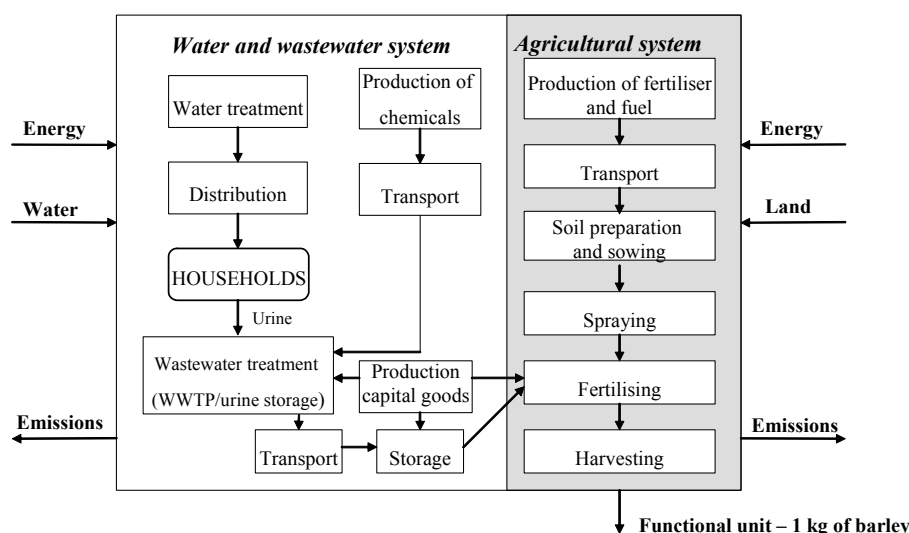 Water and wastewater system
Agricultural system
Production of
chemicals
Production of fertiliser
and fuel
Water treatment
Energy
Energy
Transport
Distribution
Transport
Water
Land
Soil preparation
and sowing
HOUSEHOLDS
Urine
Spraying
Wastewater treatment
(WWTP/urine storage)
Production
capital goods
Fertilising
Emissions
Emissions
Transport
Storage
Harvesting
Functional unit – 1 kg of barley